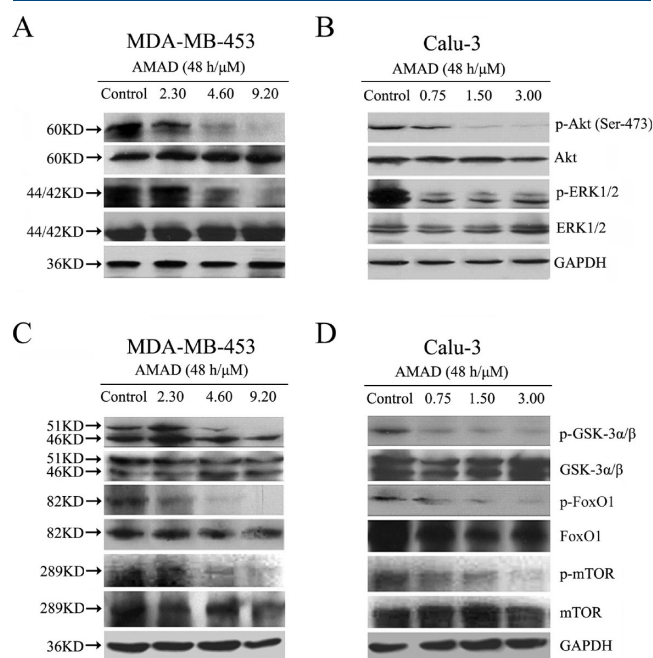 A
MDA-MB-453
AMAD (48 h/μM)
Control 2.30 4.60 9.20
60KD→
60KD→
44/42KD→
44/42KD→
36KD→
B
Calu-3
AMAD (48 h/μM)
Control 0.75 1.50 3.00
p-Akt (Ser-473)
Akt
p-ERK1/2
ERK1/2
GAPDH
C
MDA-MB-453
AMAD (48 h/μM)
Control 2.30 4.60 9.20
51KD→
46KD→
51KD→
46KD→
82KD→
82KD→
289KD→
289KD→
36KD→
D
Calu-3
AMAD (48 h/μM)
Control 0.75 1.50 3.00
p-GSK-3α/β
GSK-3α/β
p-FoxO1
FoxO1
p-mTOR
mTOR
GAPDH